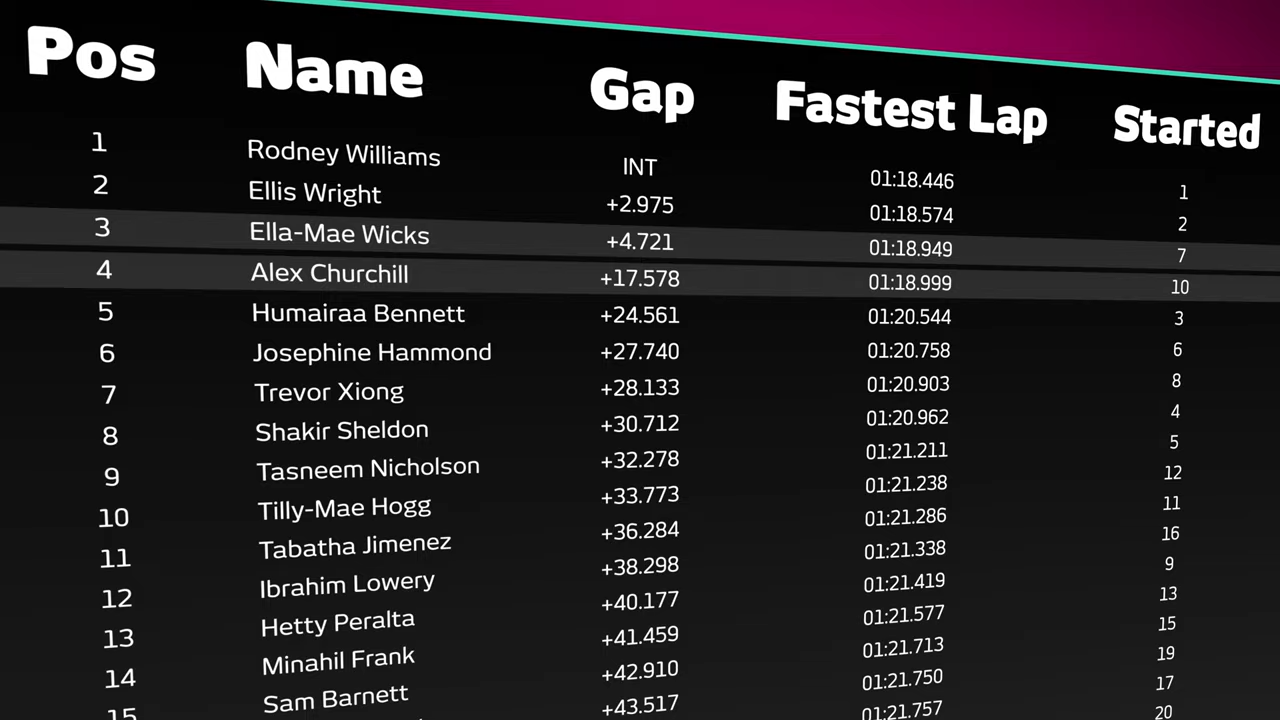 Pos Name Gap Fastest Lap Started
1 Rodney Williams INT 01:18.446 1
2 Ellis Wright +2.975 01:18.574 2
3 Ella-Mae Wicks +4.721 01:18.949 7
4 Alex Churchill +17.578 01:18.999 10
5 Humairaa Bennett +24.561 01:20.544 3
6 Josephine Hammond +27.740 01:20.758 6
7 Trevor Xiong +28.133 01:20.903 8
8 Shakir Sheldon +30.712 01:20.962 4
9 Tasneem Nicholson +32.278 01:21.211 5
10 Tilly-Mae Hogg +33.773 01:21.238 12
11 Tabatha Jimenez +36.284 01:21.286 11
12 Ibrahim Lowery +38.298 01:21.338 16
13 Hetty Peralta +40.177 01:21.419 9
14 Minahil Frank +41.459 01:21.577 13
15 Sam Barnett +42.910 01:21.713 15
+43.517 01:21.750 19
01:21.757 17
20